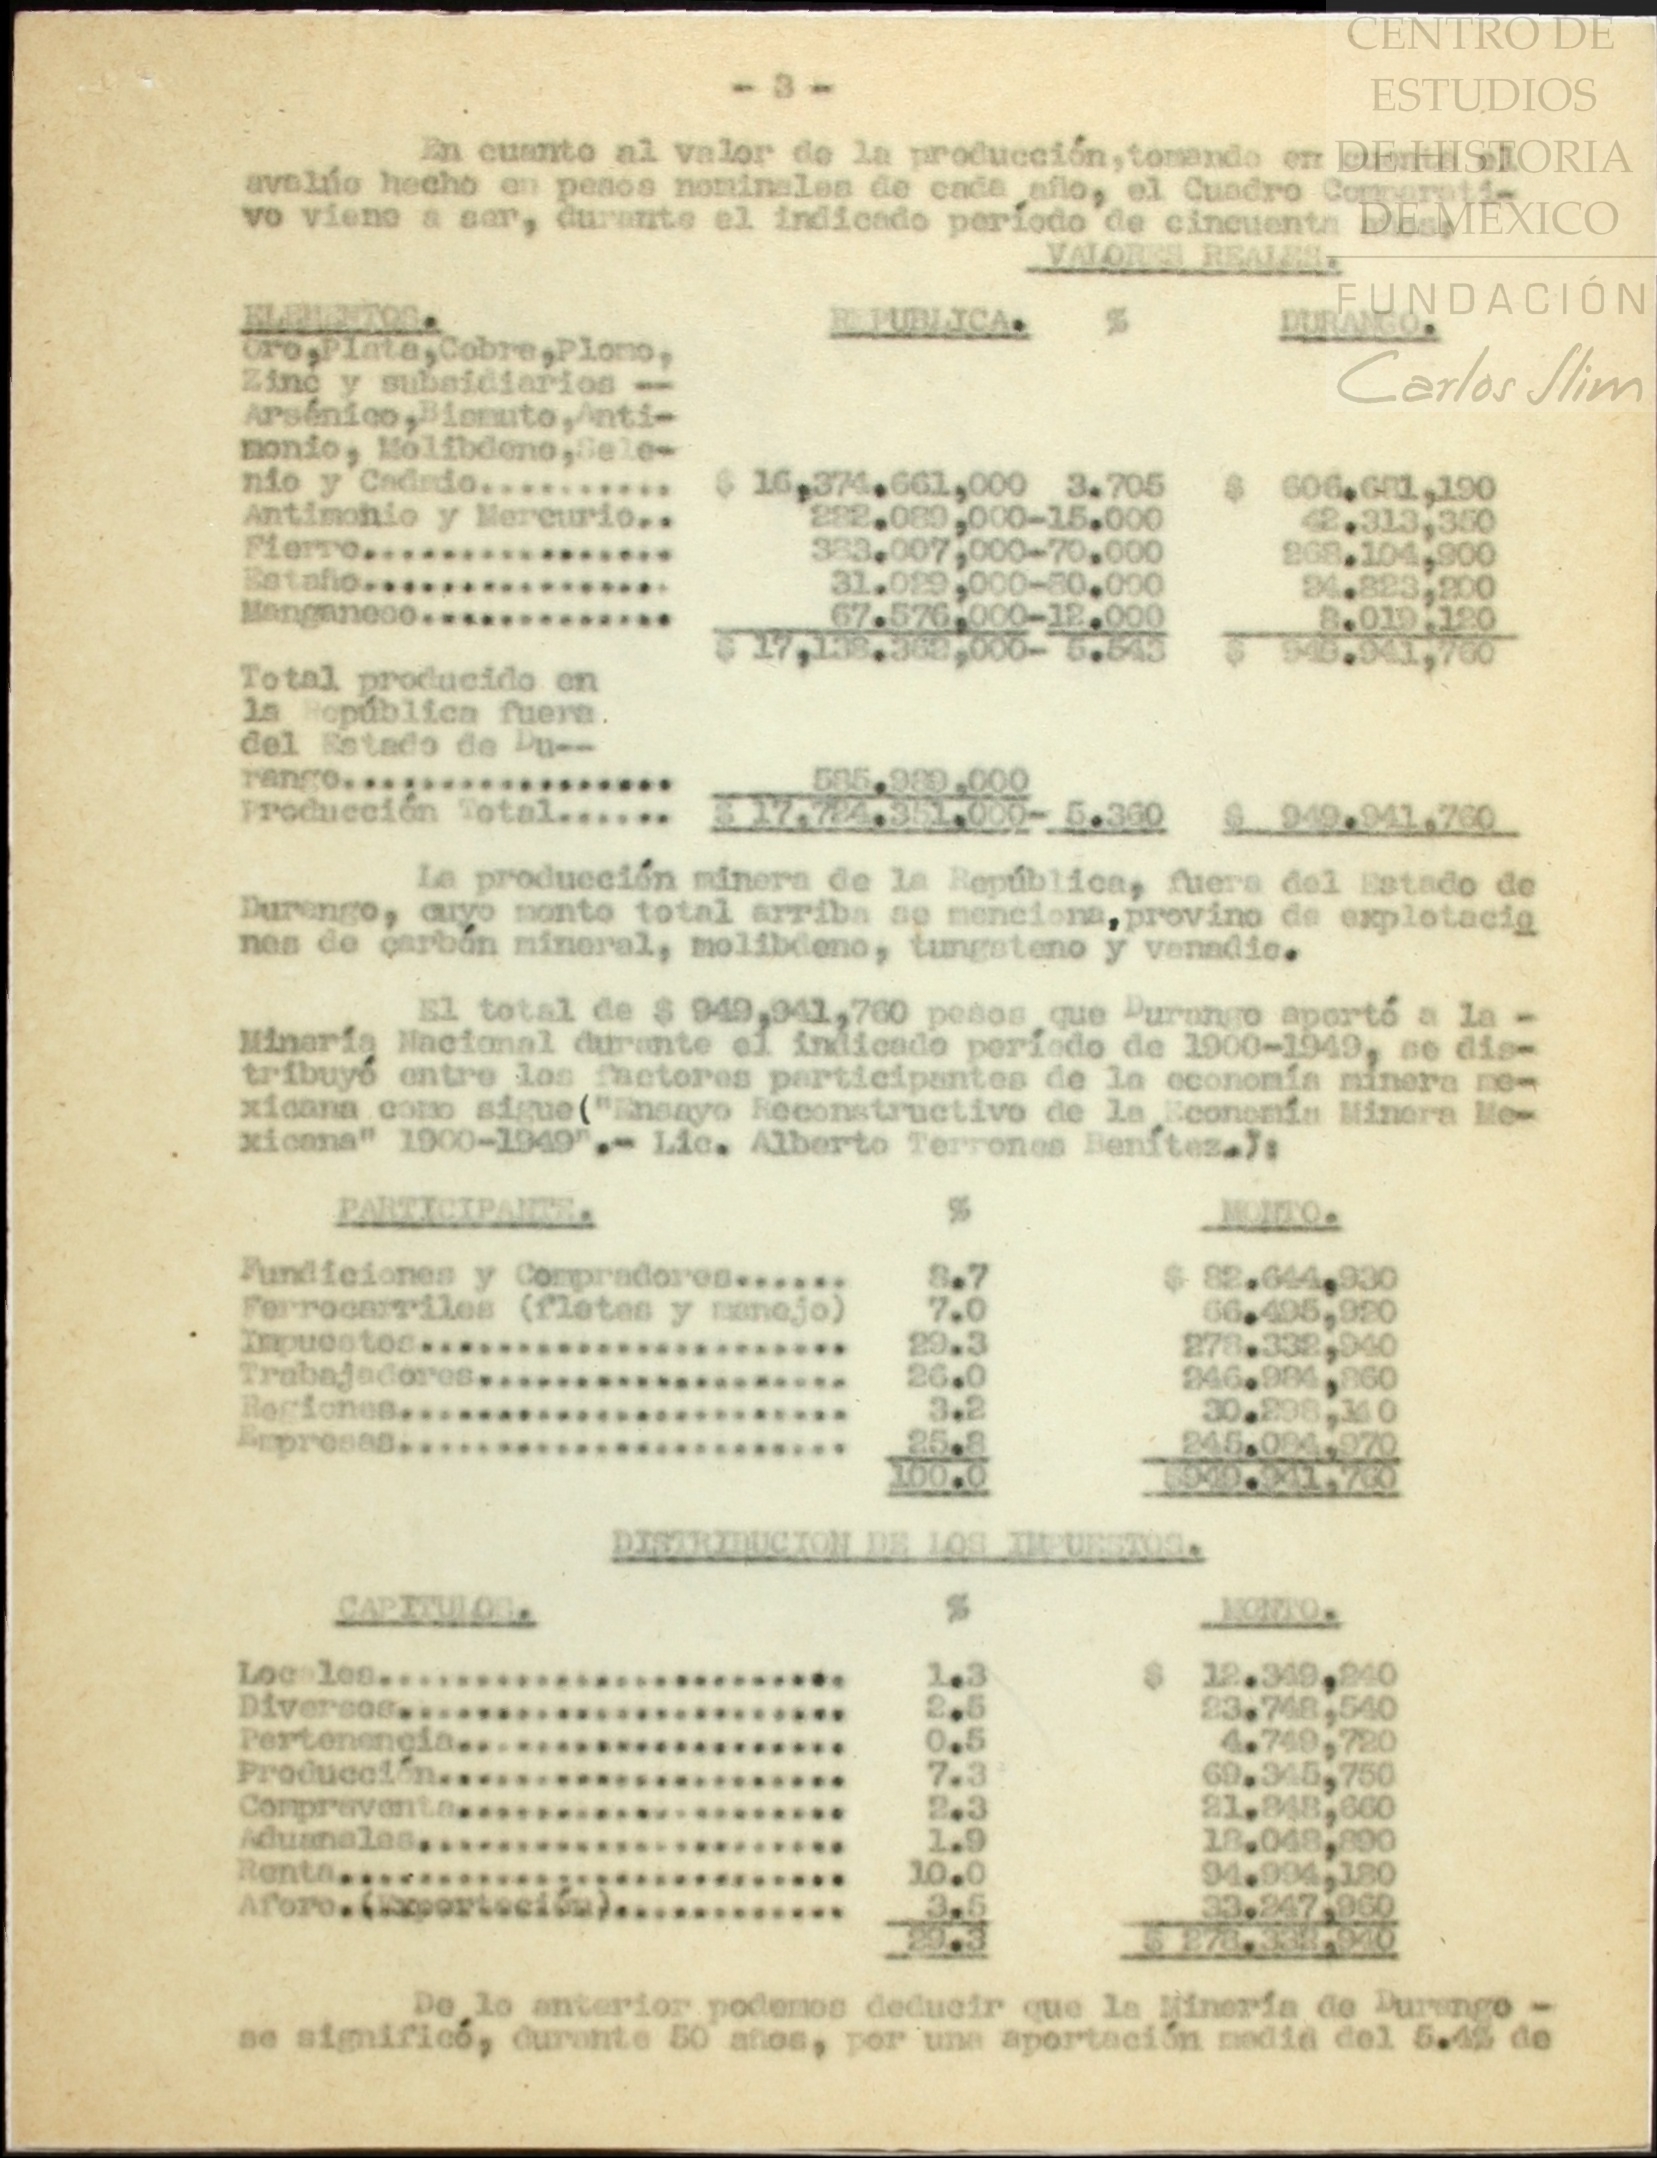 CENTRO DE
ESTUDIOS
DE HISTORIA
DE MÉXICO
FUNDACIÓN
Carlos Slim
- 3 -
En cuanto al valor de la producción,tomando en cuenta el
avalúo hecho en pesos nominales de cada año, el Cuadro Comparati-
vo viene a ser, durante el indicado período de cincuenta años.
VALORES REALES.
ELEMENTOS. REPUBLICA. % DURANGO.
Oro,Plata,Cobre,Plomo,
Zinc y subsidiarios --
Arsénico,Bismuto,Anti-
monio, Molibdeno,Sele-
nio y Cadmio.......... $ 16,374.661,000 3.705 $ 606.681,190
Antimonio y Mercurio.. 282.089,000-15.000 42.313,350
Fierro................ 383.007,000-70.000 268.104,900
Estaño................ 31.029,000-80.000 24.823,200
Manganeso............. 67.576,000-12.000 8.019,120
$ 17,138.362,000- 5.543 $ 949.941,760
Total producido en
la República fuera
del Estado de Du--
rango................. 585.989,000
Producción Total...... $ 17,724.351,000- 5.360 $ 949.941,760
La producción minera de la República, fuera del Estado de
Durango, cuyo monto total arriba se menciona,provino de explotacio
nes de carbón mineral, molibdeno, tungsteno y vanadio.
El total de $ 949,941,760 pesos que Durango aportó a la -
Minería Nacional durante el indicado período de 1900-1949, se dis-
tribuyó entre los factores participantes de la economía minera me-
xicana como sigue("Ensayo Reconstructivo de la Economía Minera Me-
xicana" 1900-1949".- Lic. Alberto Terrones Benítez.):
PARTICIPANTE. % MONTO.
Fundiciones y Compradores...... 8.7 $ 82.644,930
Ferrocarriles (fletes y manejo) 7.0 66.495,920
Impuestos...................... 29.3 278.332,940
Trabajadores................... 26.0 246.984,860
Regiones....................... 3.2 30.298,140
Empresas....................... 25.8 245.084,970
100.0 $949.941,760
DISTRIBUCION DE LOS IMPUESTOS.
CAPITULOS. % MONTO.
Locales........................ 1.3 $ 12.349,240
Diversos....................... 2.5 23.748,540
Pertenencia.................... 0.5 4.749,720
Producción..................... 7.3 69.345,750
Compraventa.................... 2.3 21.848,660
Aduanales...................... 1.9 18.048,890
Renta.......................... 10.0 94.994,180
Aforo.(Exportación)............ 3.5 33.247,960
29.3 $ 278.332,940
De lo anterior podemos deducir que la Minería de Durango -
se significó, durante 50 años, por una aportación media del 5.4% de